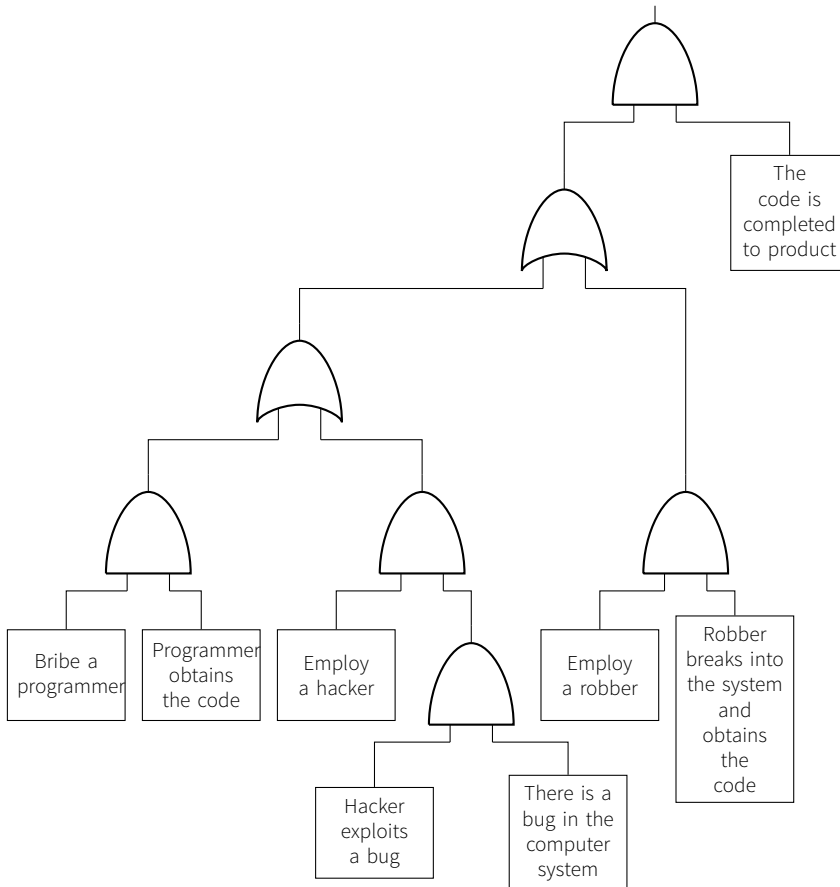 The
code is
completed
to product
Bribe a
programmer
Programmer
obtains
the code
Employ
a hacker
Employ
a robber
Robber
breaks into
the system
and
obtains
the
code
Hacker
exploits
a bug
There is a
bug in the
computer
system